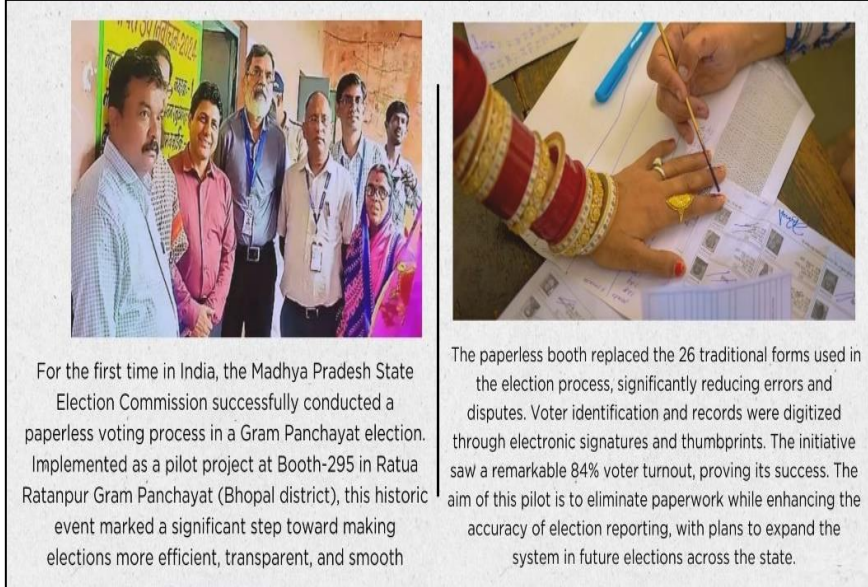 For the first time in India, the Madhya Pradesh State
Election Commission successfully conducted a
paperless voting process in a Gram Panchayat election.
Implemented as a pilot project at Booth-295 in Ratua
Ratanpur Gram Panchayat (Bhopal district), this historic
event marked a significant step toward making
elections more efficient, transparent, and smooth
The paperless booth replaced the 26 traditional forms used in
the election process, significantly reducing errors and
disputes. Voter identification and records were digitized
through electronic signatures and thumbprints. The initiative
saw a remarkable 84% voter turnout, proving its success. The
aim of this pilot is to eliminate paperwork while enhancing the
accuracy of election reporting, with plans to expand the
system in future elections across the state.